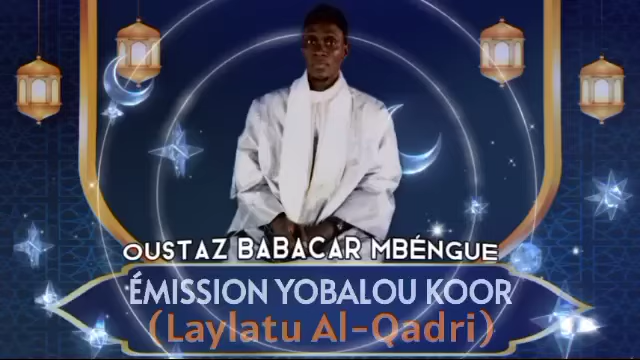 OUSTAZ BABACAR MBÉNGUE
ÉMISSION YOBALOU KOOR
(Laylatu Al-Qadri)